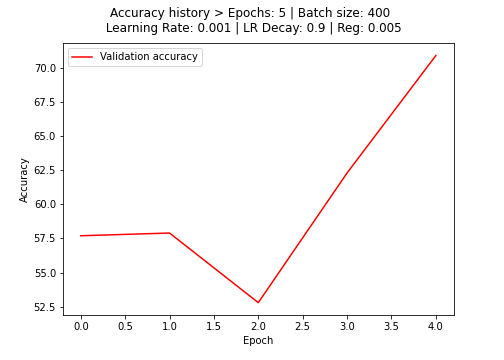 Accuracy history > Epochs: 5 | Batch size: 400
Learning Rate: 0.001 | LR Decay: 0.9 | Reg: 0.005
Validation accuracy
70.0
67.5
65.0
62.5
60.0
57.5
55.0
52.5
Accuracy
0.0 0.5 1.0 1.5 2.0 2.5 3.0 3.5 4.0
Epoch